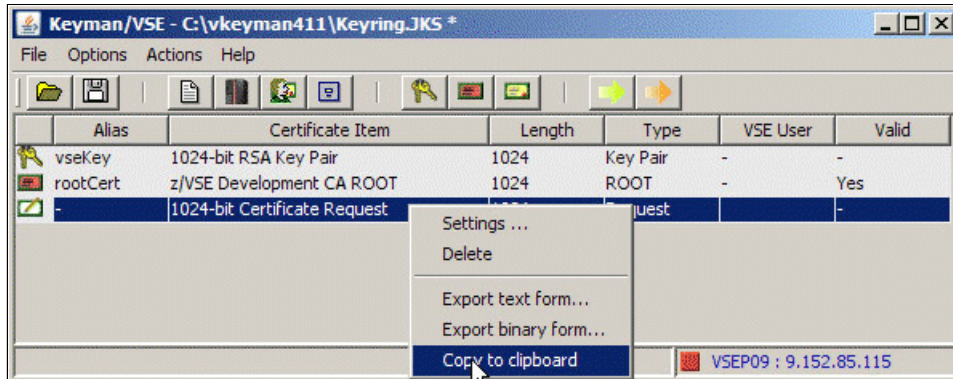 Keyman/VSE - C:\vkeyman411\Keyring.JKS *
File Options Actions Help
Alias Certificate Item Length Type VSE User Valid
vseKey 1024-bit RSA Key Pair 1024 Key Pair - -
rootCert z/VSE Development CA ROOT 1024 ROOT - Yes
- 1024-bit Certificate Request -
Settings ...
Delete
Export text form...
Export binary form...
Copy to clipboard
VSEP09 : 9.152.85.115